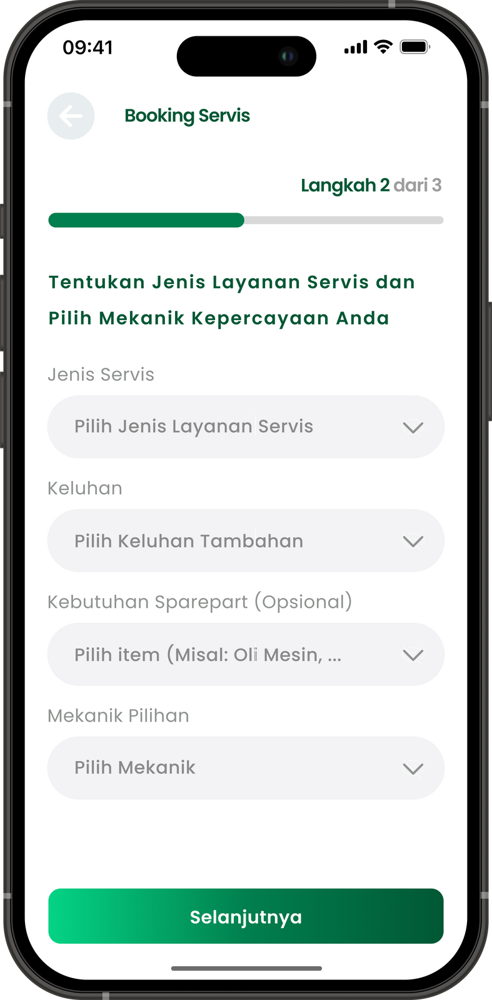 09:41
Booking Servis
Langkah 2 dari 3
Tentukan Jenis Layanan Servis dan
Pilih Mekanik Kepercayaan Anda
Jenis Servis
Pilih Jenis Layanan Servis
Keluhan
Pilih Keluhan Tambahan
Kebutuhan Sparepart (Opsional)
Pilih item (Misal: Oli Mesin, ...
Mekanik Pilihan
Pilih Mekanik
Selanjutnya